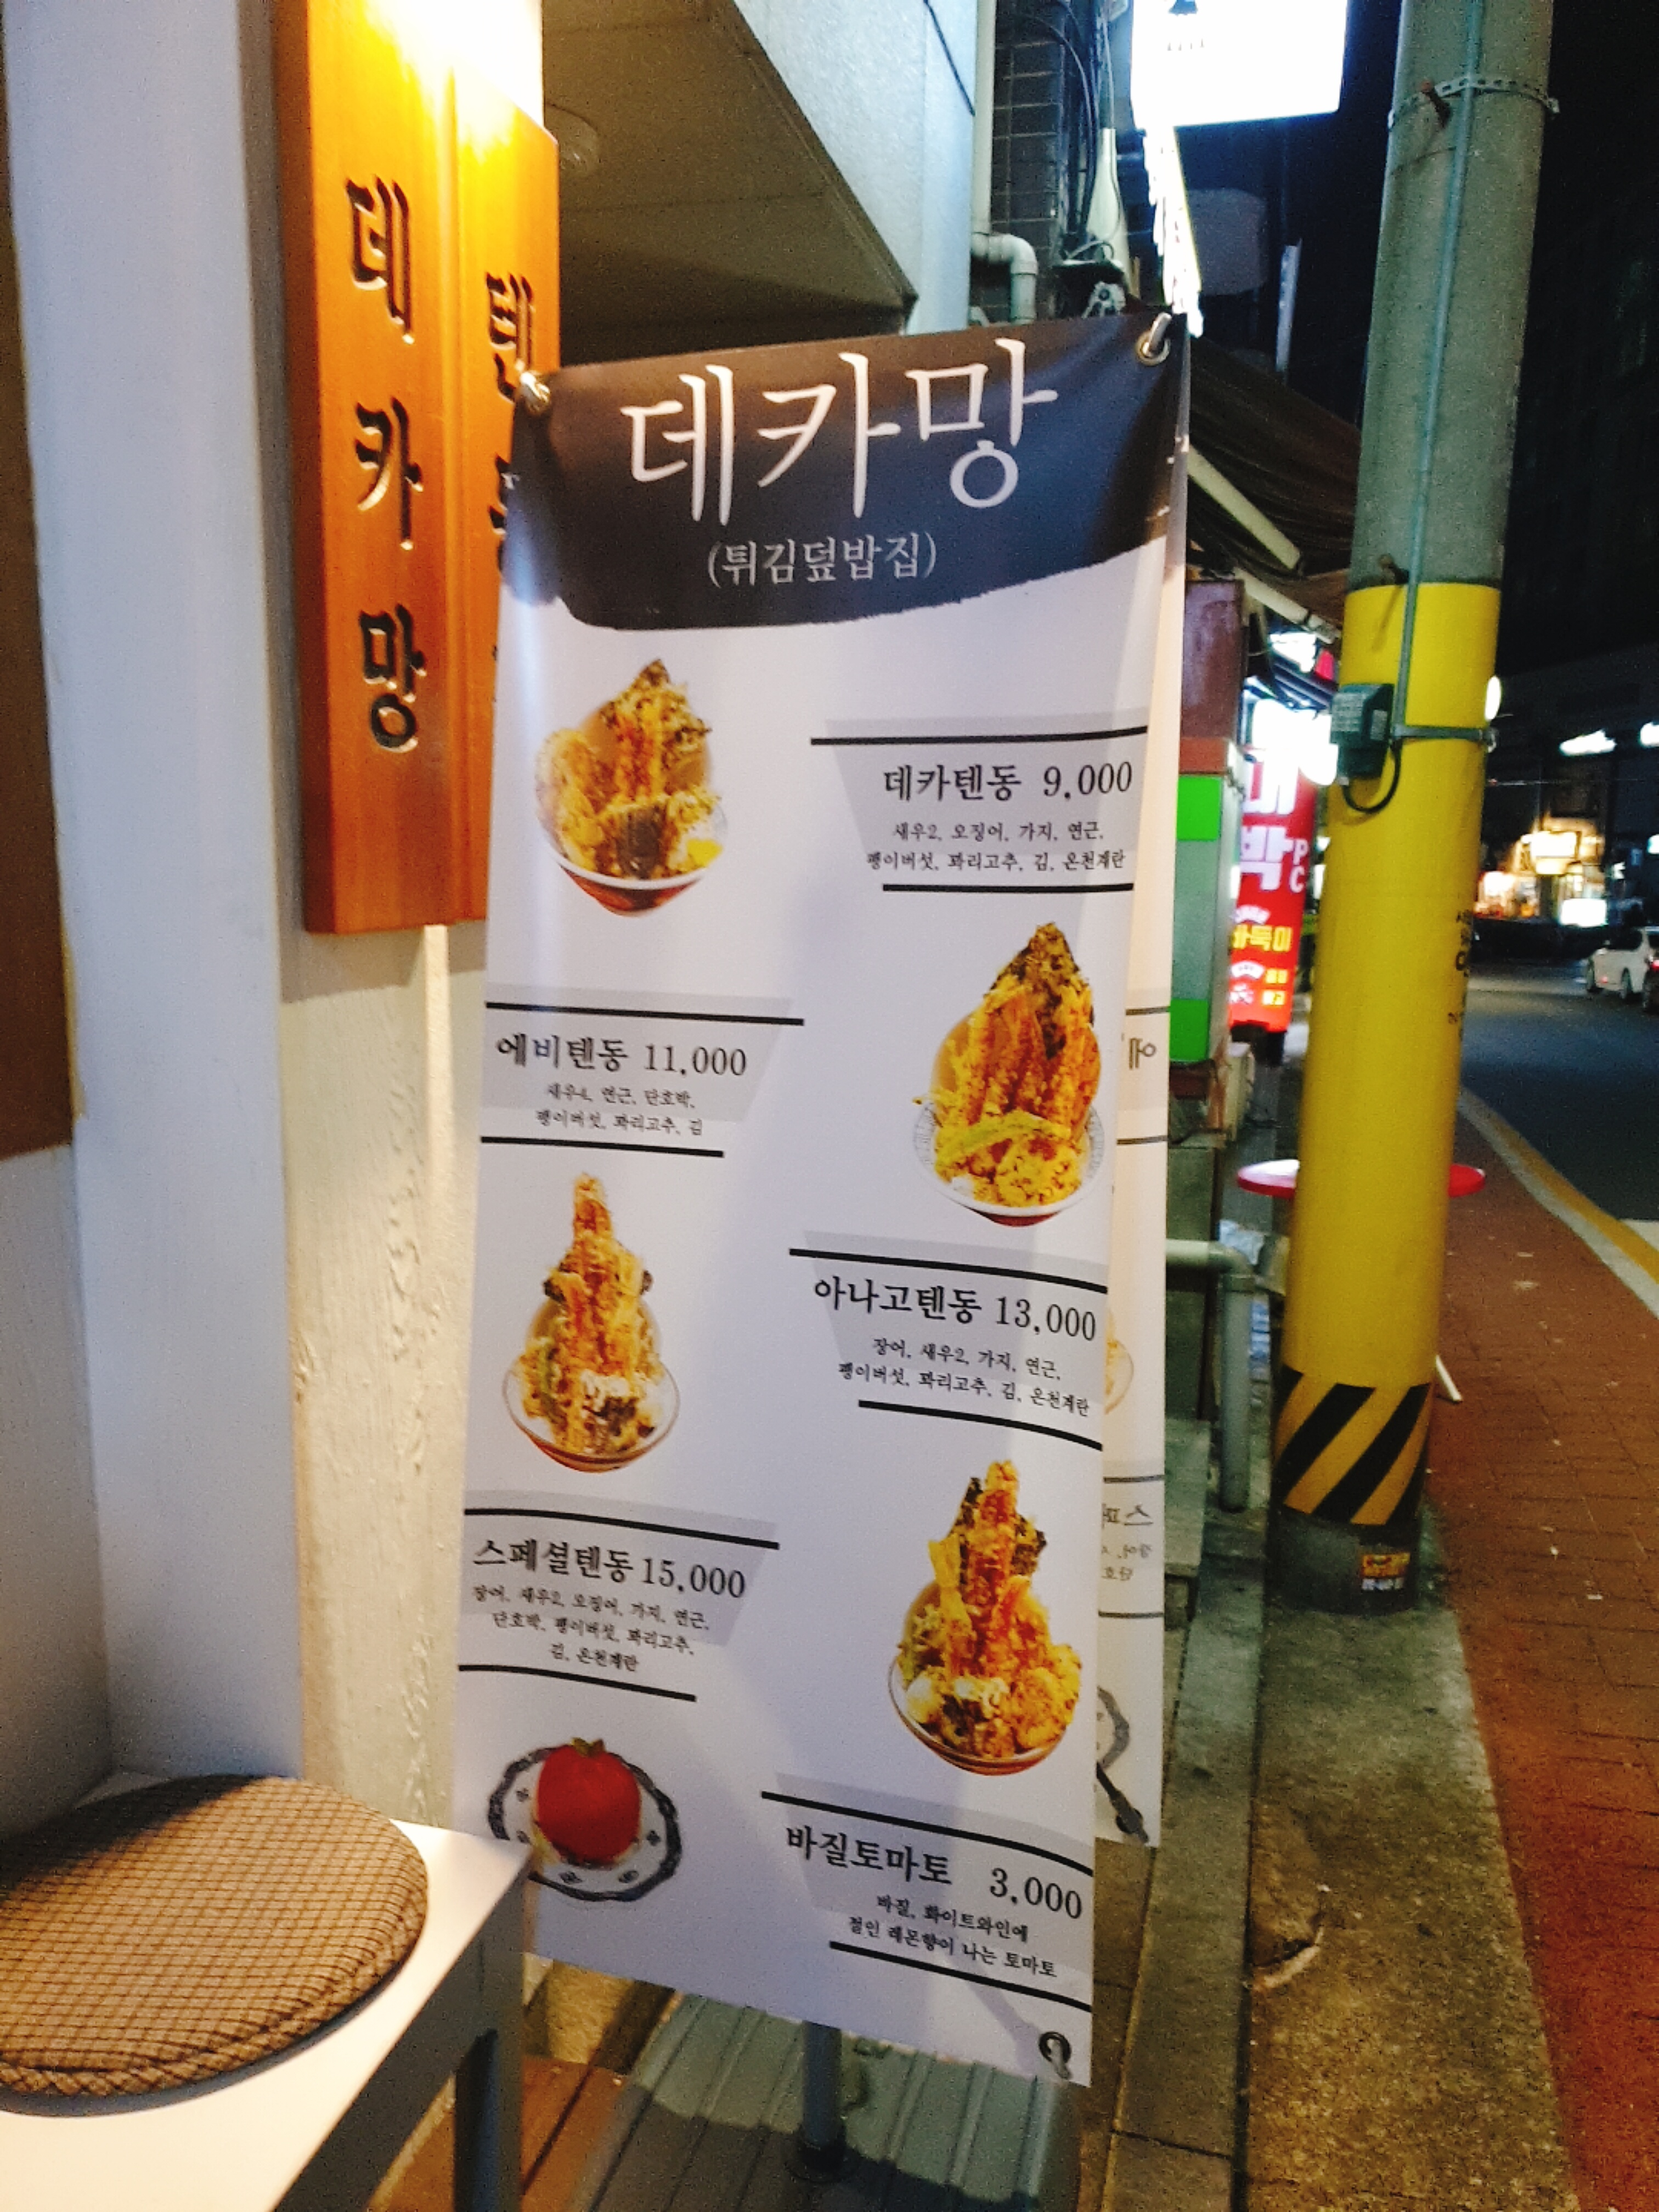 데카망
텐
데카망
(튀김덮밥집)
데카텐동 9,000
새우2, 오징어, 가지, 연근,
팽이버섯, 꽈리고추, 김, 온천계란
에비텐동 11,000
새우4, 연근, 단호박,
팽이버섯, 꽈리고추, 김
아나고텐동 13,000
장어, 새우2, 가지, 연근,
팽이버섯, 꽈리고추, 김, 온천계란
스페셜텐동 15,000
장어, 새우2, 오징어, 가지, 연근,
단호박, 팽이버섯, 꽈리고추,
김, 온천계란
바질토마토 3,000
바질, 화이트와인에
절인 레몬향이 나는 토마토
박 PC
바둑이